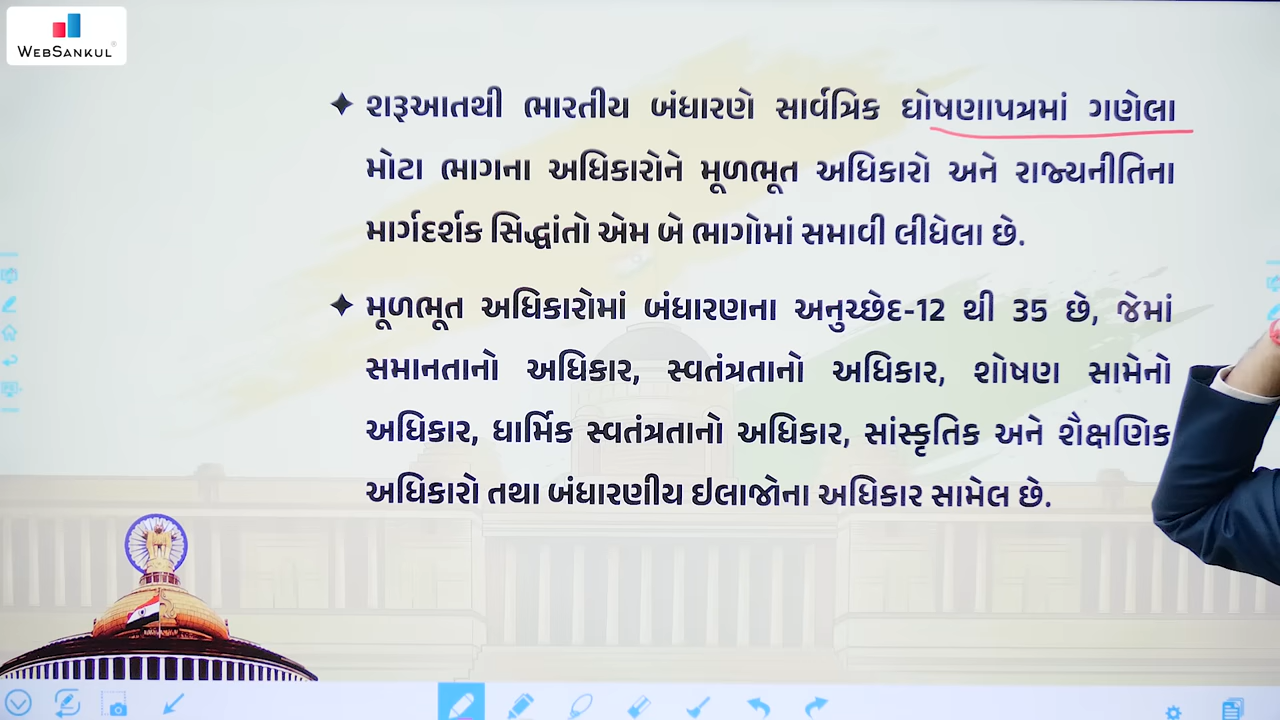 WEBSANKUL
શરૂઆતથી ભારતીય બંધારણે સાર્વત્રિક ઘોષણાપત્રમાં ગણેલા
મોટા ભાગના અધિકારોને મૂળભૂત અધિકારો અને રાજ્યનીતિના
માર્ગદર્શક સિદ્ધાંતો એમ બે ભાગોમાં સમાવી લીધેલા છે.
મૂળભૂત અધિકારોમાં બંધારણના અનુચ્છેદ-12 થી 35 છે, જેમાં
સમાનતાનો અધિકાર, સ્વતંત્રતાનો અધિકાર, શોષણ સામેનો
અધિકાર, ધાર્મિક સ્વતંત્રતાનો અધિકાર, સાંસ્કૃતિક અને શૈક્ષણિક
અધિકારો તથા બંધારણીય ઇલાજોના અધિકાર સામેલ છે.